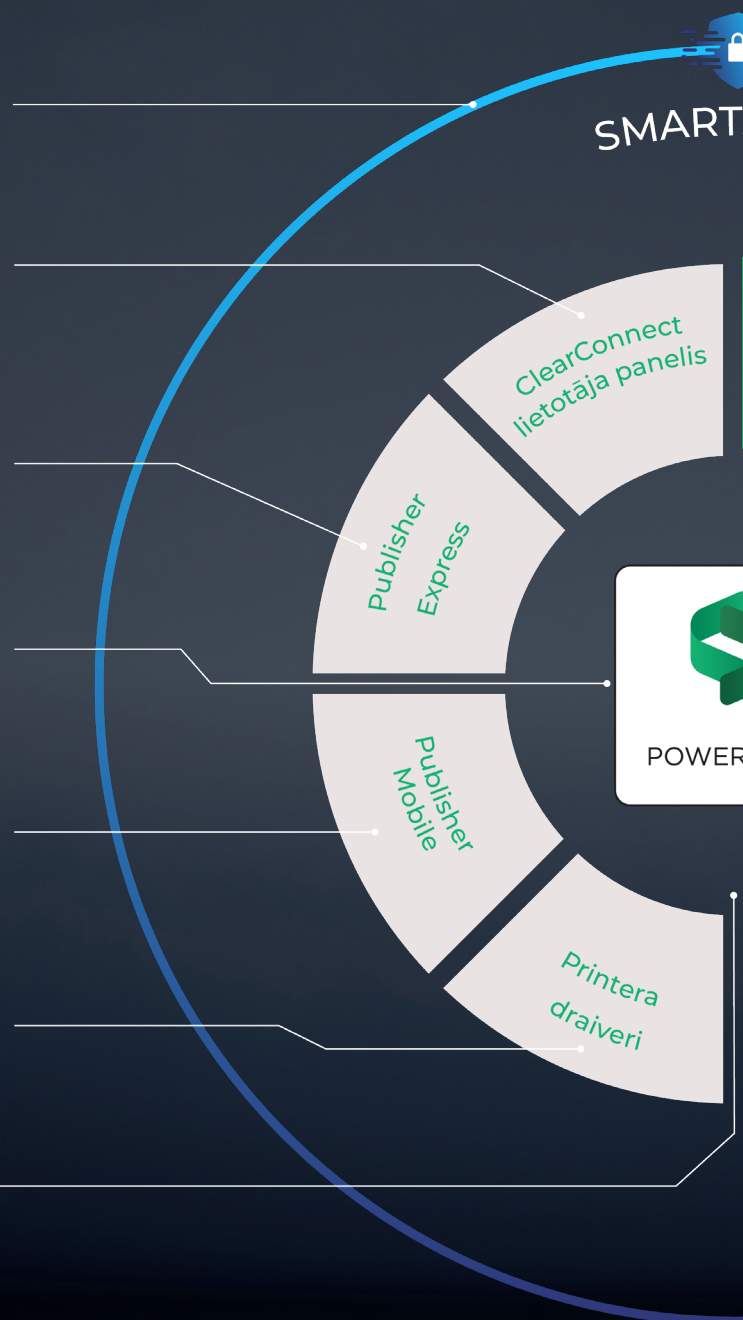 SMART
ClearConnect
lietotāja panelis
Publisher
Express
POWER
Publisher
Mobile
Printera
draiveri